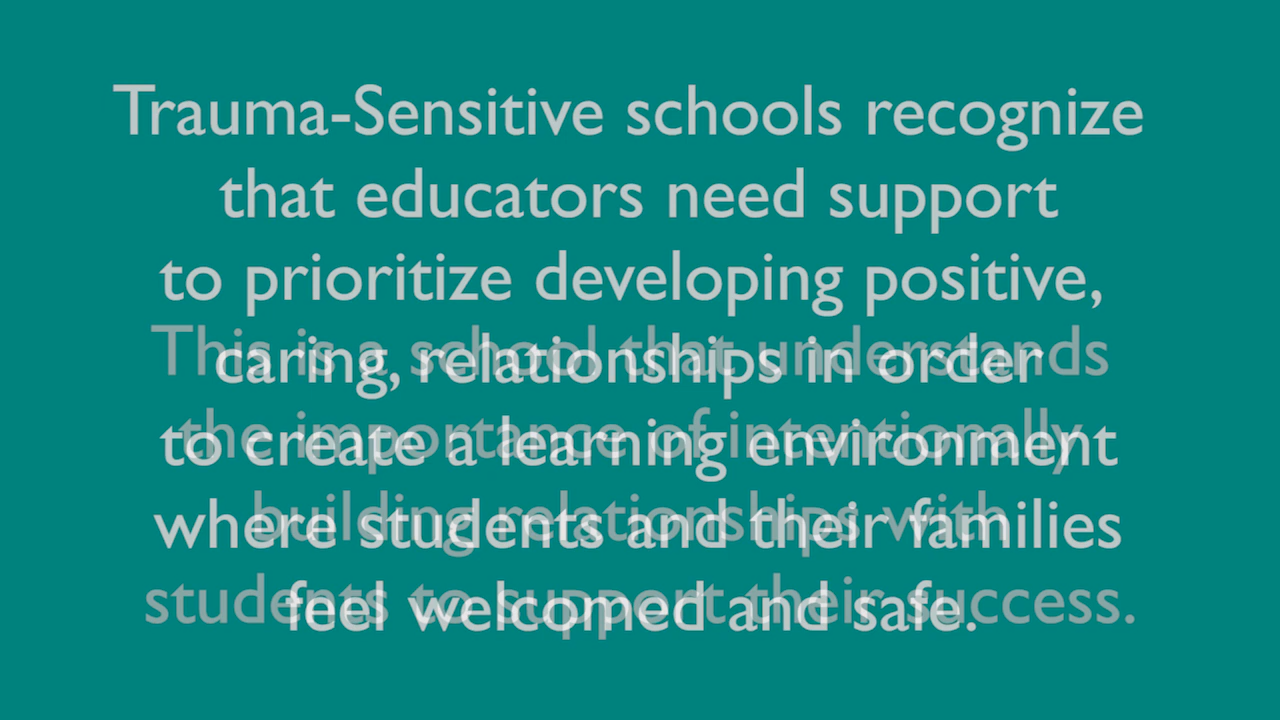 Trauma-Sensitive schools recognize
that educators need support
to prioritize developing positive,
caring, relationships in order
to create a learning environment
where students and their families
feel welcomed and safe.
This is a school that understands
the importance of intentionally
building relationships with
students to support their success.